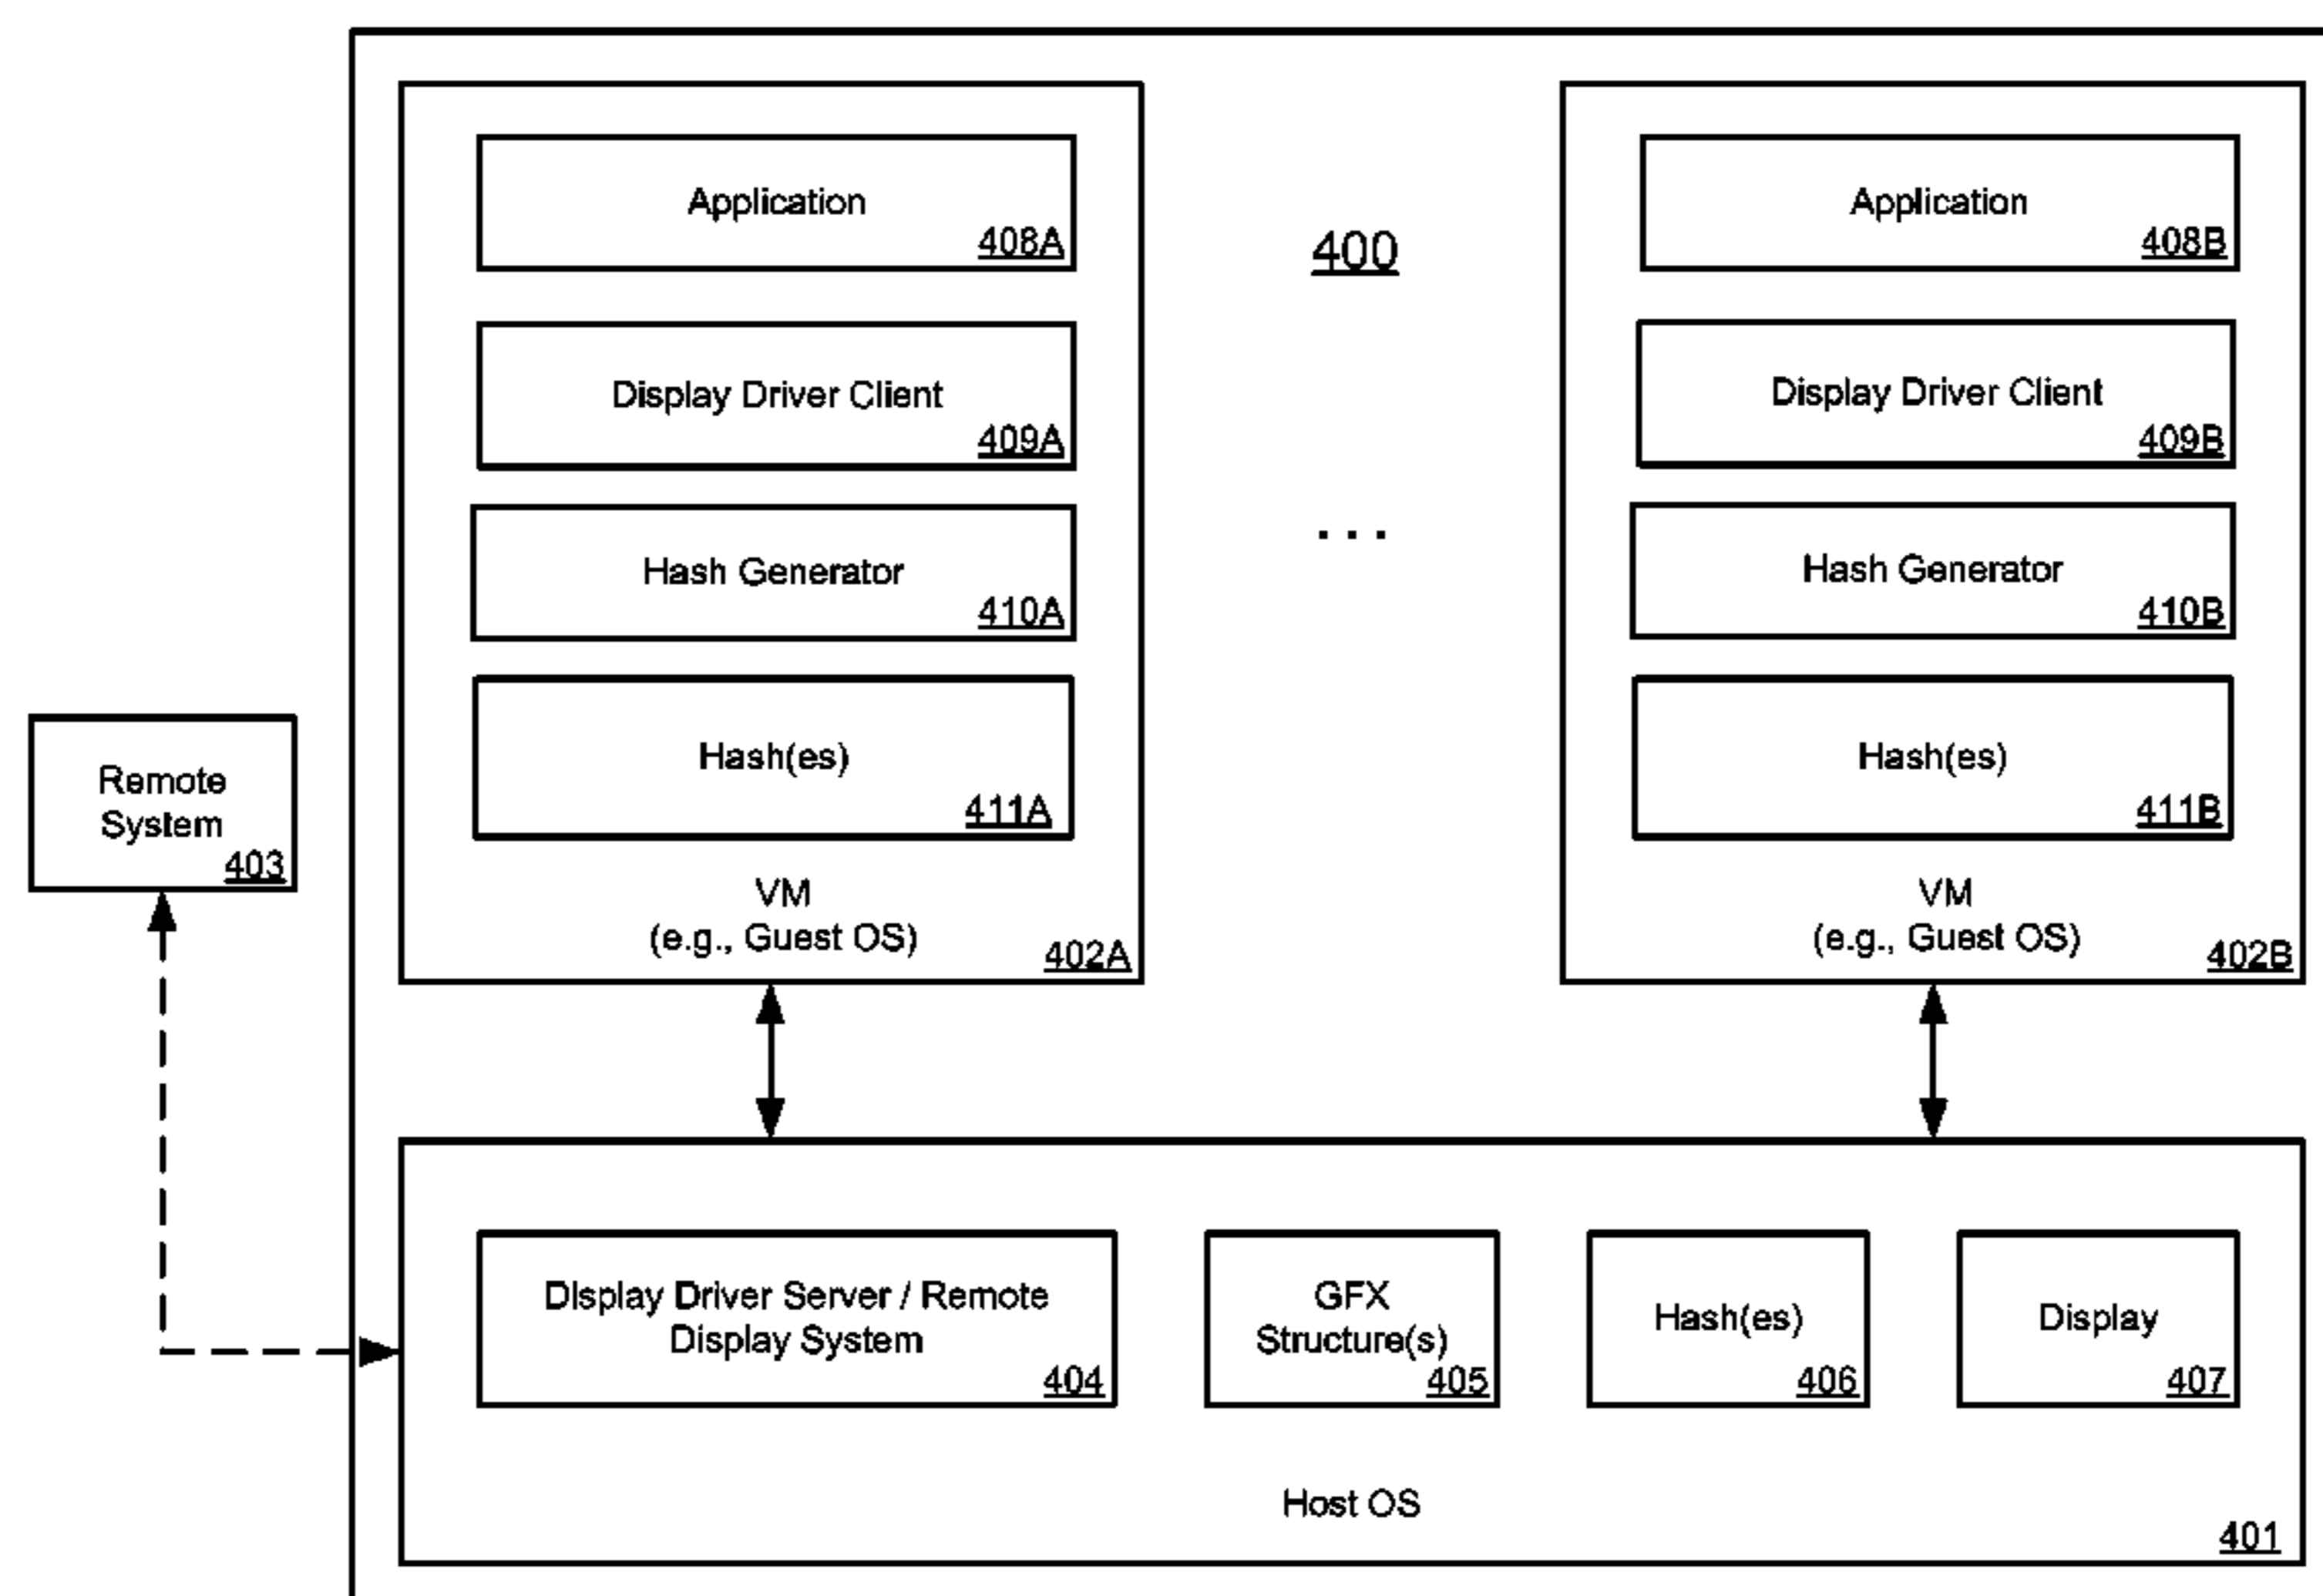 Application
408A
Display Driver Client
409A
Hash Generator
410A
Hash(es)
411A
VM
(e.g., Guest OS)
402A
400
...
Application
408B
Display Driver Client
409B
Hash Generator
410B
Hash(es)
411B
VM
(e.g., Guest OS)
402B
Remote
System
403
Display Driver Server / Remote
Display System
404
GFX
Structure(s)
405
Hash(es)
406
Display
407
Host OS
401